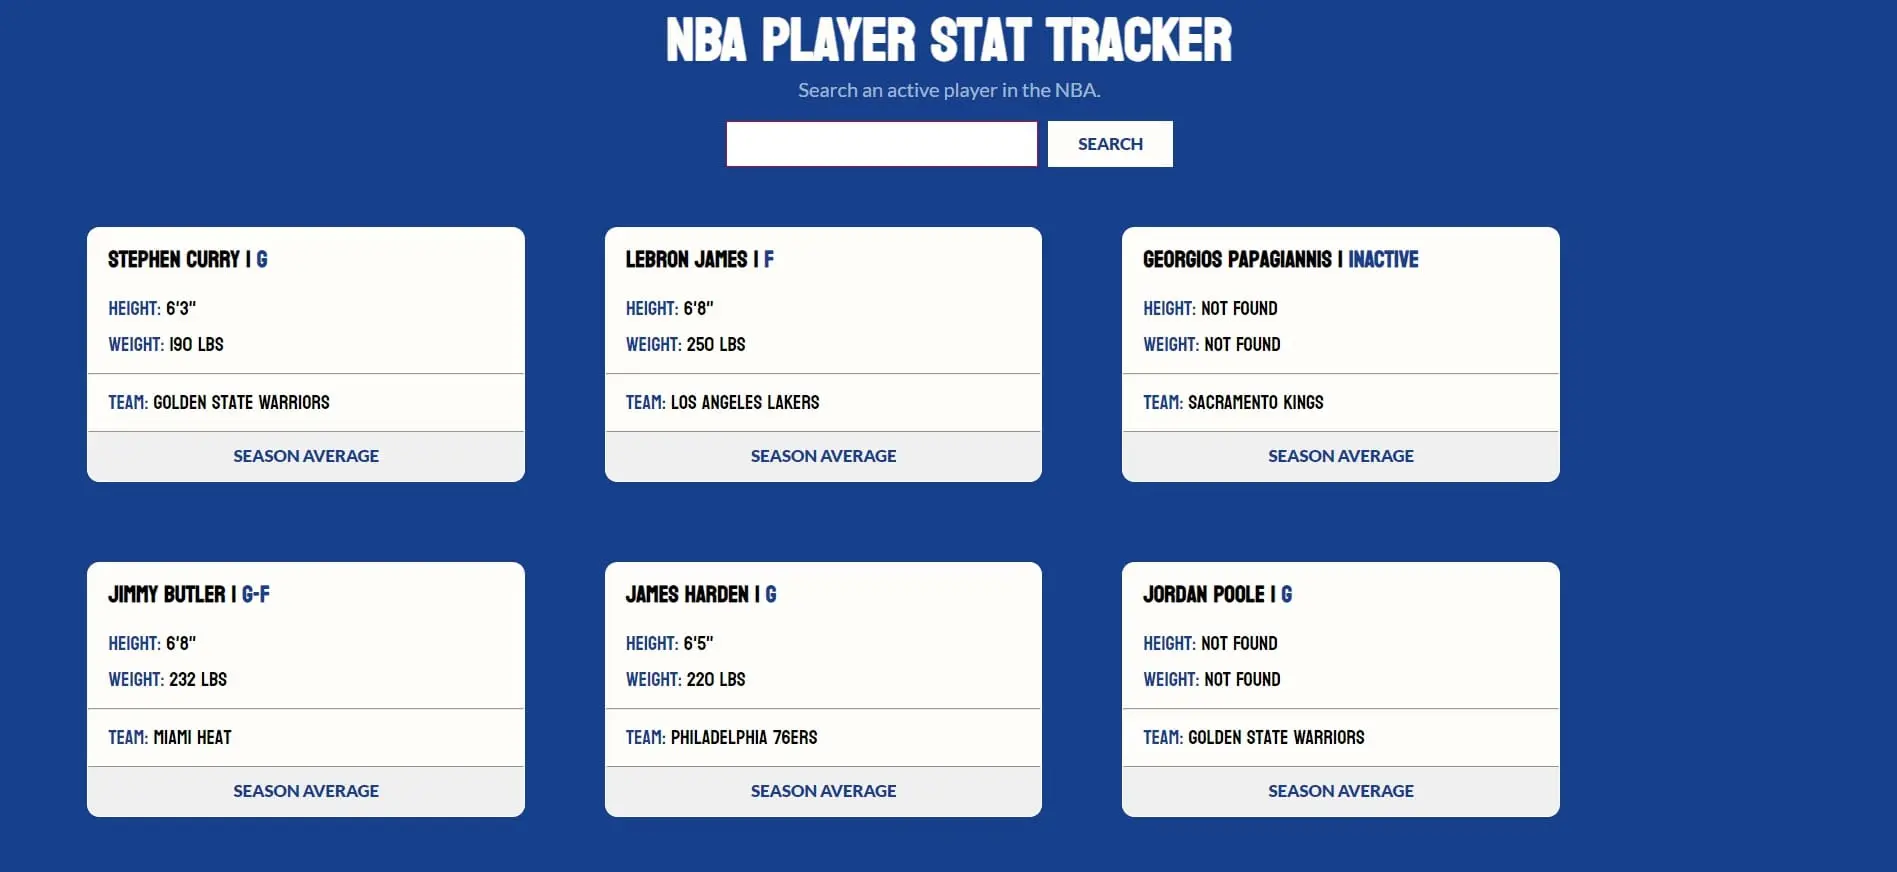 NBA PLAYER STAT TRACKER
Search an active player in the NBA.
SEARCH
STEPHEN CURRY | G
HEIGHT: 6'3"
WEIGHT: 190 LBS
TEAM: GOLDEN STATE WARRIORS
SEASON AVERAGE
LEBRON JAMES | F
HEIGHT: 6'8"
WEIGHT: 250 LBS
TEAM: LOS ANGELES LAKERS
SEASON AVERAGE
GEORGIOS PAPAGIANNIS | INACTIVE
HEIGHT: NOT FOUND
WEIGHT: NOT FOUND
TEAM: SACRAMENTO KINGS
SEASON AVERAGE
JIMMY BUTLER | G-F
HEIGHT: 6'8"
WEIGHT: 232 LBS
TEAM: MIAMI HEAT
SEASON AVERAGE
JAMES HARDEN | G
HEIGHT: 6'5"
WEIGHT: 220 LBS
TEAM: PHILADELPHIA 76ERS
SEASON AVERAGE
JORDAN POOLE | G
HEIGHT: NOT FOUND
WEIGHT: NOT FOUND
TEAM: GOLDEN STATE WARRIORS
SEASON AVERAGE